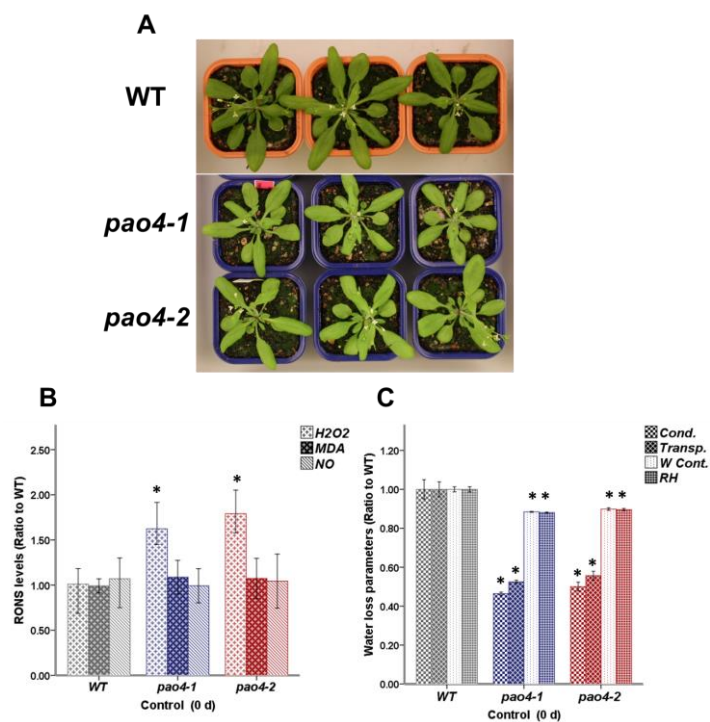 A
WT
pao4-1
pao4-2
B
RONS levels (Ratio to WT)
2.50
2.00
1.50
1.00
0.50
0.00
*
*
H2O2
MDA
NO
WT
pao4-1
pao4-2
Control (0 d)
C
Water loss parameters (Ratio to WT)
1.20
1.00
0.80
0.60
0.40
0.20
0.00
* *
* *
* *
* *
Cond.
Transp.
W Cont.
RH
WT
pao4-1
pao4-2
Control (0 d)